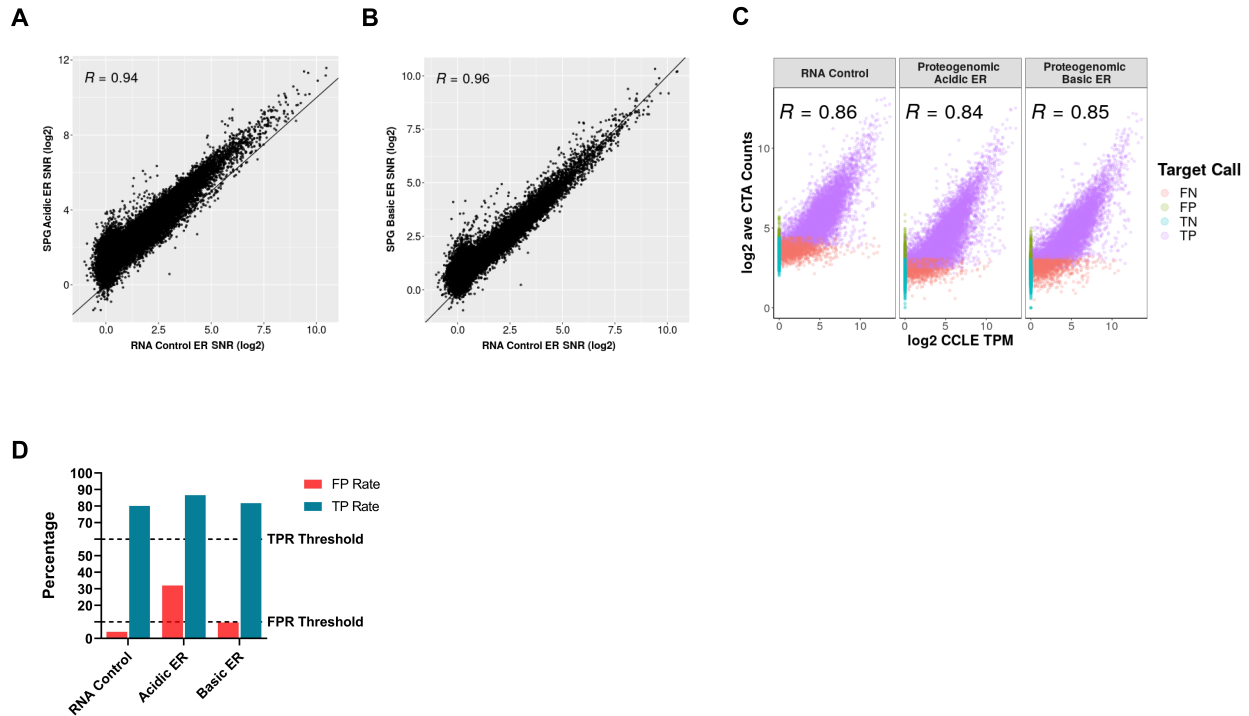 A
R = 0.94
12
8
4
0
SPG Acidic ER SNR (log2)
0.0 2.5 5.0 7.5 10.0
RNA Control ER SNR (log2)
B
R = 0.96
10.0
7.5
5.0
2.5
0.0
SPG Basic ER SNR (log2)
0.0 2.5 5.0 7.5 10.0
RNA Control ER SNR (log2)
C
RNA Control
Proteogenomic
Acidic ER
Proteogenomic
Basic ER
R = 0.86
R = 0.84
R = 0.85
10
5
0
log2 ave CTA Counts
0 5 10
0 5 10
0 5 10
log2 CCLE TPM
Target Call
FN
FP
TN
TP
D
100
90
80
70
50
40
30
20
0
Percentage
FP Rate
TP Rate
TPR Threshold
FPR Threshold
RNA Control
Acidic ER
Basic ER